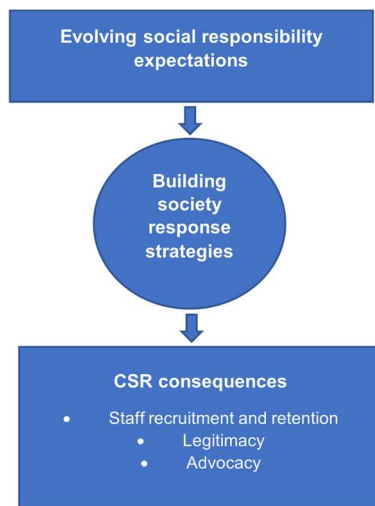 Evolving social responsibility
expectations
Building
society
response
strategies
CSR consequences
• Staff recruitment and retention
• Legitimacy
• Advocacy